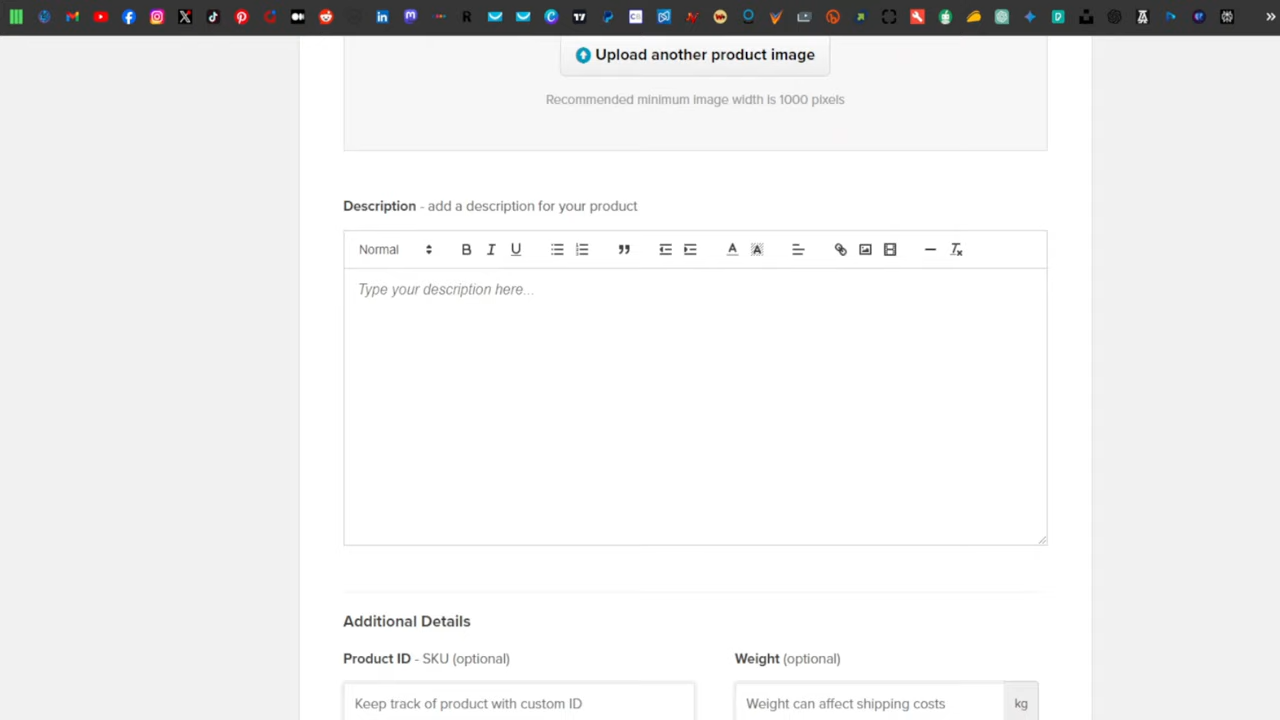 Upload another product image
Recommended minimum image width is 1000 pixels
Description - add a description for your product
Normal
B I U
Type your description here...
Additional Details
Product ID - SKU (optional)
Weight (optional)
Keep track of product with custom ID
Weight can affect shipping costs
kg